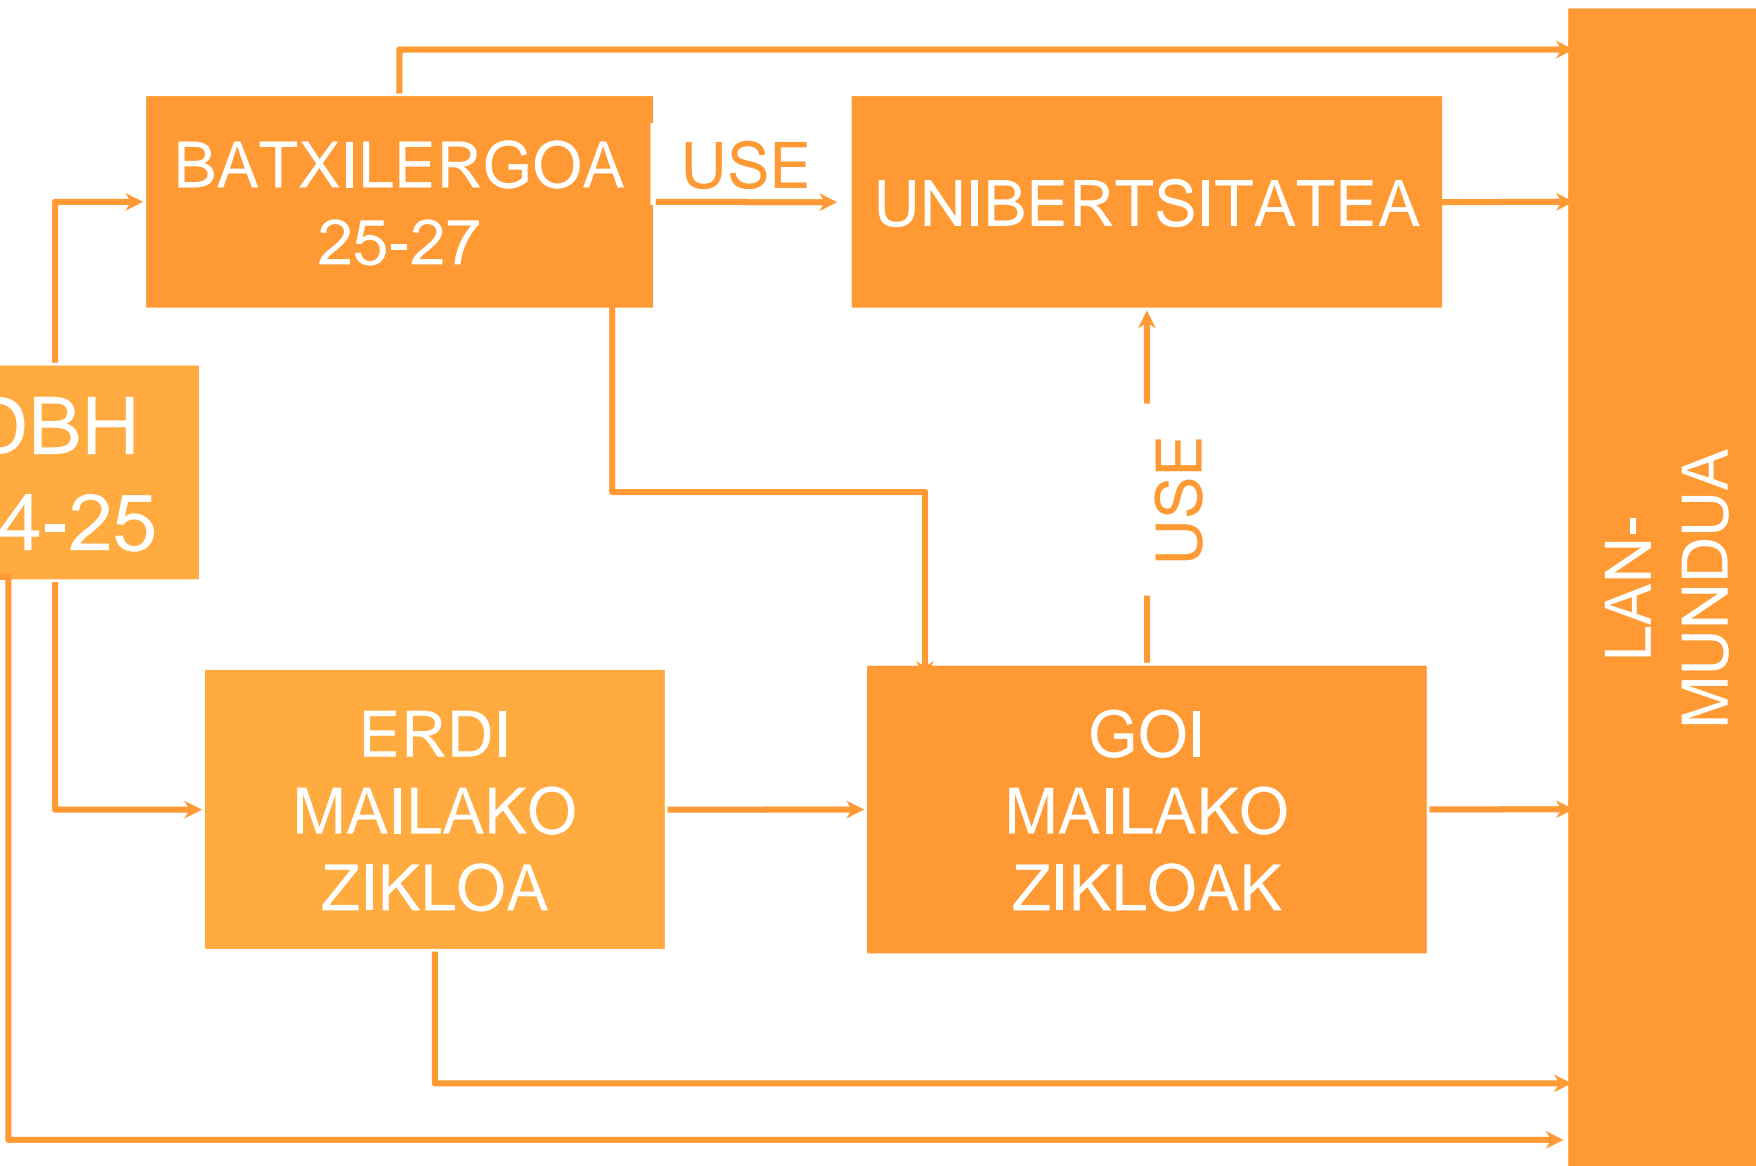 BATXILERGOA
25-27
USE
UNIBERTSITATEA
DBH
4-25
USE
LAN-
MUNDUA
ERDI
MAILAKO
ZIKLOA
GOI
MAILAKO
ZIKLOAK